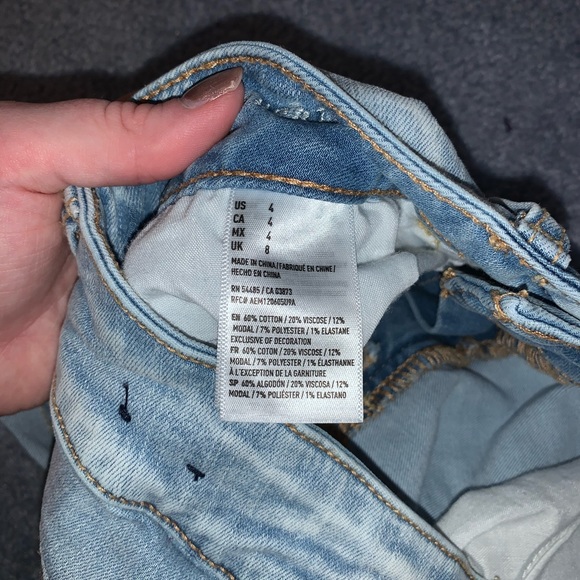 US 4
CA 4
MX 4
UK 8
MADE IN CHINA / FABRIQUÉ EN CHINE /
HECHO EN CHINA
RN 54485 / CA 03873
RFC# AEM120605U9A
EN 60% COTTON / 20% VISCOSE / 12%
MODAL / 7% POLYESTER / 1% ELASTANE
EXCLUSIVE OF DECORATION
FR 60% COTON / 20% VISCOSE / 12%
MODAL / 7% POLYESTER / 1% ÉLASTHANNE
À L'EXCEPTION DE LA GARNITURE
SP 60% ALGODÓN / 20% VISCOSA / 12%
MODAL / 7% POLIÉSTER / 1% ELASTANO